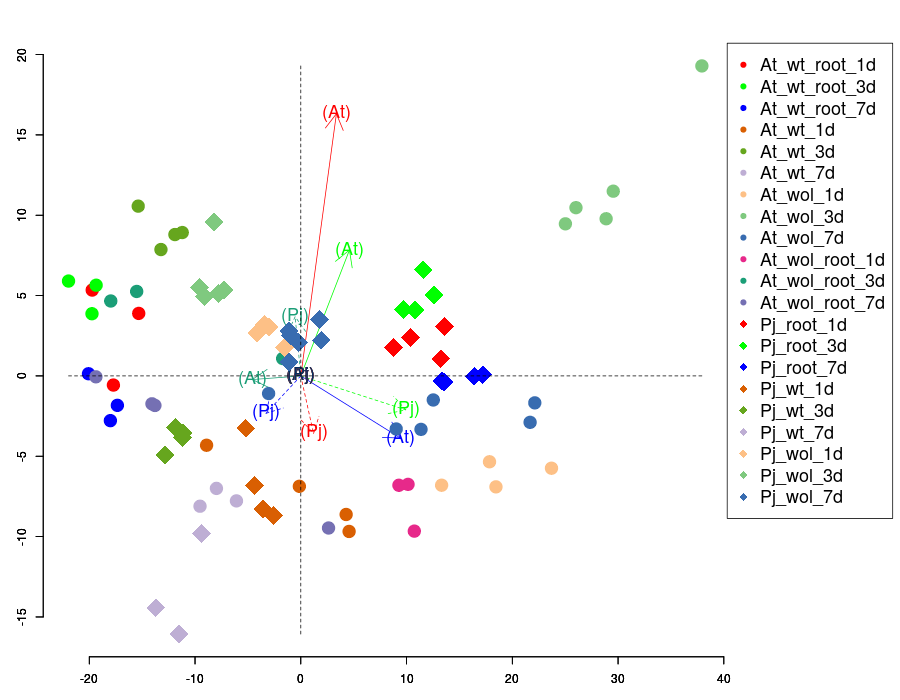 20
15
10
5
0
-5
-10
-15
-20
-10
0
10
20
30
40
(At)
(At)
(Pj)
(At)
(Pj)
(Pj)
(Pj)
(Pj)
(At)
At_wt_root_1d
At_wt_root_3d
At_wt_root_7d
At_wt_1d
At_wt_3d
At_wt_7d
At_wol_1d
At_wol_3d
At_wol_7d
At_wol_root_1d
At_wol_root_3d
At_wol_root_7d
Pj_root_1d
Pj_root_3d
Pj_root_7d
Pj_wt_1d
Pj_wt_3d
Pj_wt_7d
Pj_wol_1d
Pj_wol_3d
Pj_wol_7d